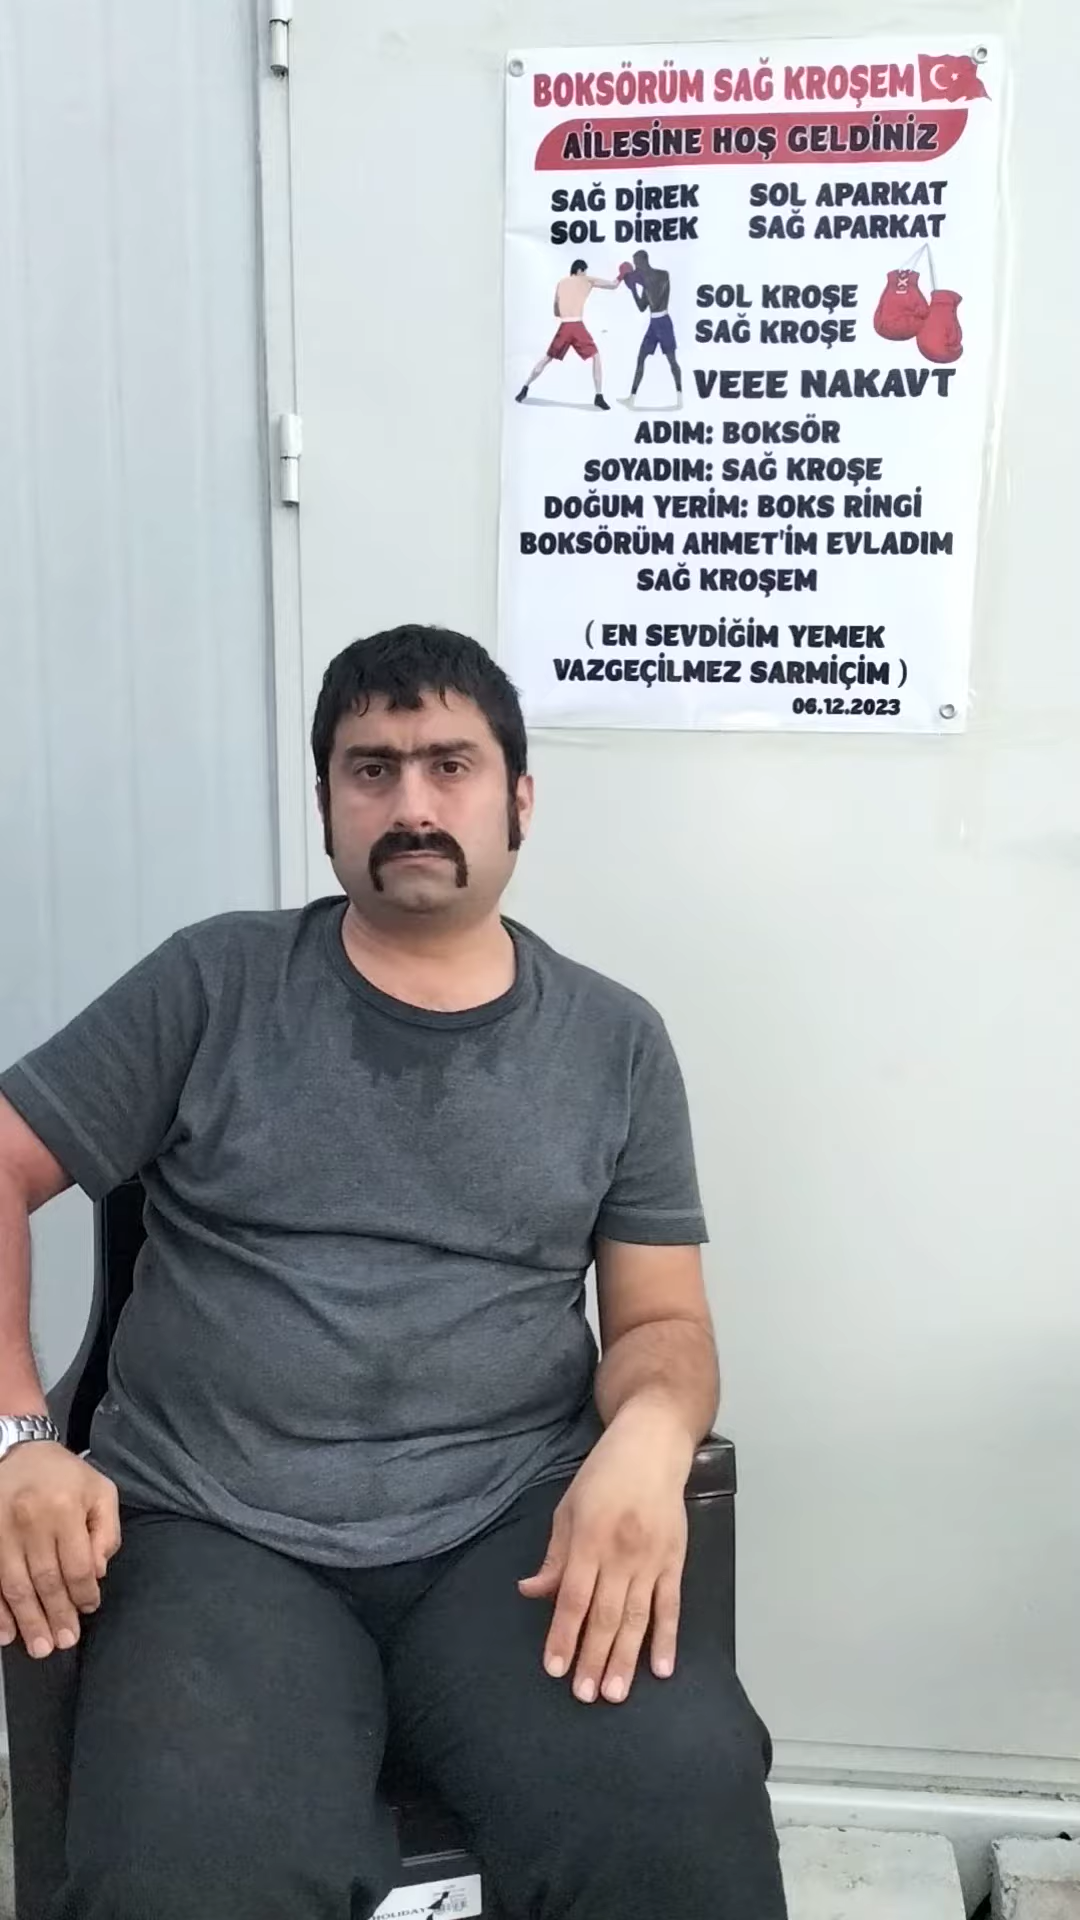 BOKSÖRÜM SAĞ KROŞEM
AİLESİNE HOŞ GELDİNİZ
SAĞ DİREK SOL APARKAT
SOL DİREK SAĞ APARKAT
SOL KROŞE
SAĞ KROŞE
VEEE NAKAVT
ADIM: BOKSÖR
SOYADIM: SAĞ KROŞE
DOĞUM YERİM: BOKS RİNGİ
BOKSÖRÜM AHMET'İM EVLADIM
SAĞ KROŞEM
( EN SEVDİĞİM YEMEK
VAZGEÇİLMEZ SARMİÇİM )
06.12.2023
HOLIDAY